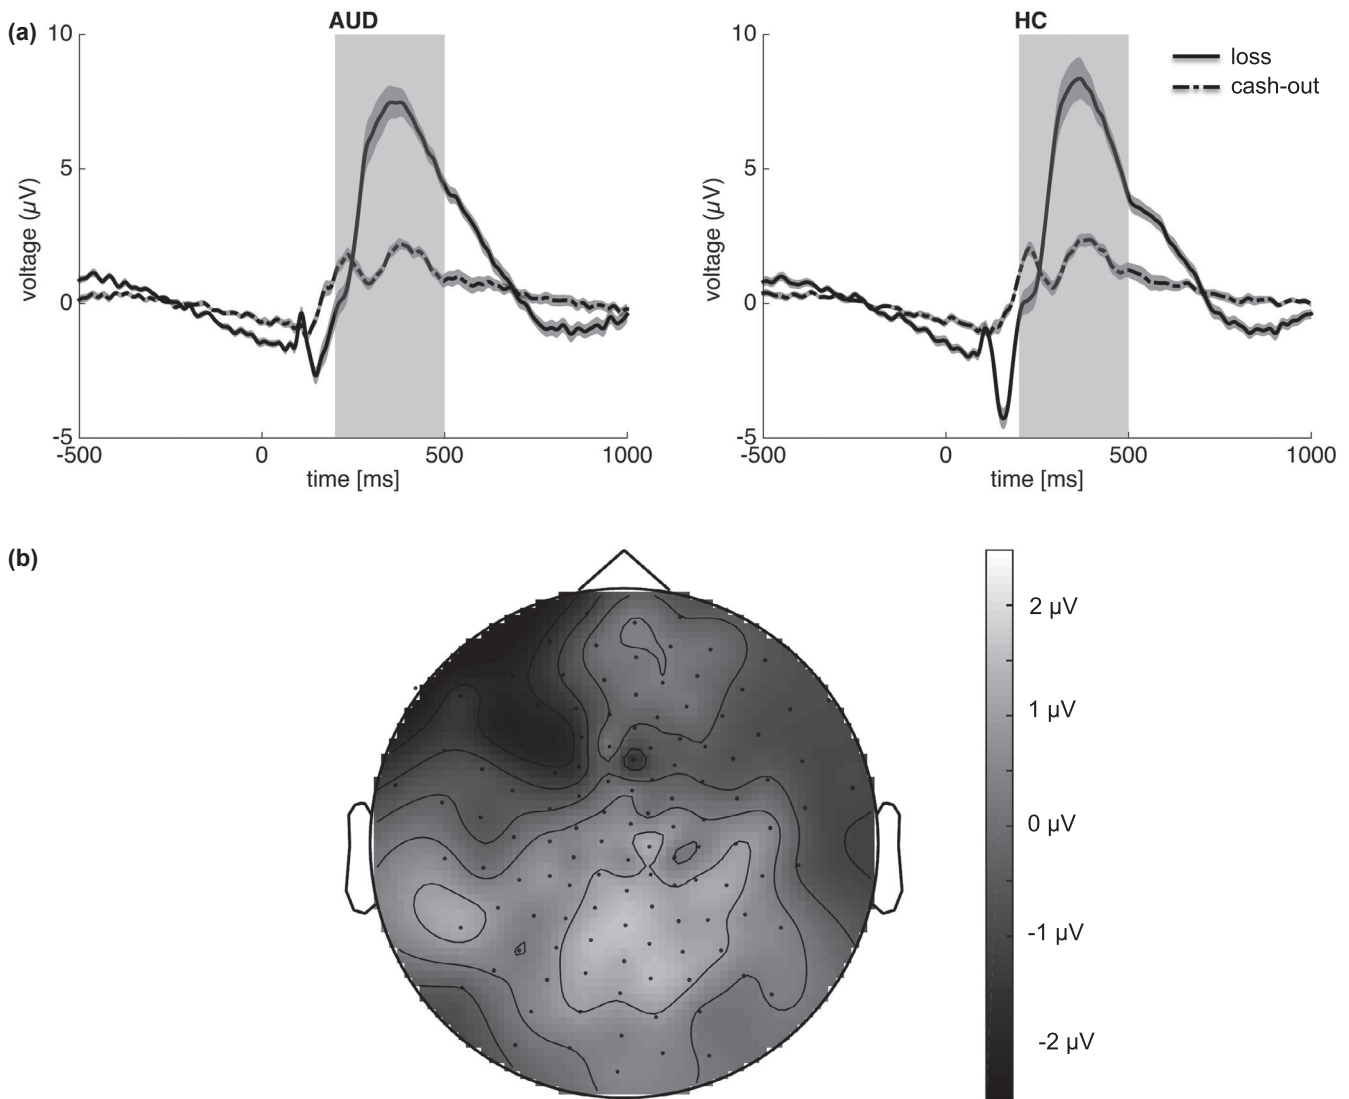 (a)
AUD
HC
10
5
0
-5
voltage (µV)
-500
0
500
1000
time [ms]
10
5
0
-5
voltage (µV)
-500
0
500
1000
time [ms]
loss
cash-out
(b)
2 µV
1 µV
0 µV
-1 µV
-2 µV